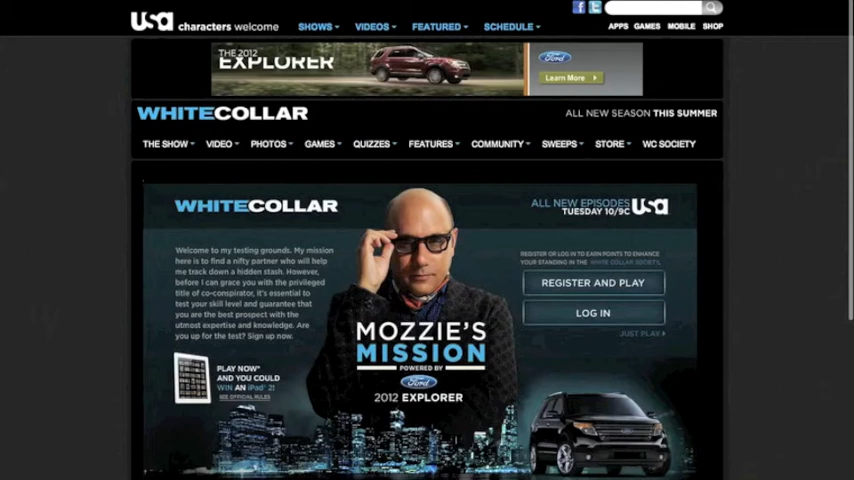 usa characters welcome
SHOWS
VIDEOS
FEATURED
SCHEDULE
f
t
APPS GAMES MOBILE SHOP
THE 2012
EXPLORER
Ford
Learn More
WHITECOLLAR
ALL NEW SEASON THIS SUMMER
THE SHOW VIDEO PHOTOS GAMES QUIZZES FEATURES COMMUNITY SWEEPS STORE WC SOCIETY
WHITECOLLAR
ALL NEW EPISODES
TUESDAY 10/9C
usa
Welcome to my testing grounds. My mission
here is to find a nifty partner who will help
me track down a hidden stash. However,
before I can grace you with the privileged
title of co-conspirator, it's essential to
test your skill level and guarantee that
you are the best prospect with the
utmost expertise and knowledge. Are
you up for the test? Sign up now.
REGISTER OR LOG IN TO EARN POINTS TO ENHANCE
YOUR STANDING IN THE WHITE COLLAR SOCIETY.
REGISTER AND PLAY
LOG IN
JUST PLAY
MOZZIE'S
MISSION
POWERED BY
Ford
2012 EXPLORER
PLAY NOW*
AND YOU COULD
WIN AN iPad 2!
SEE OFFICIAL RULES